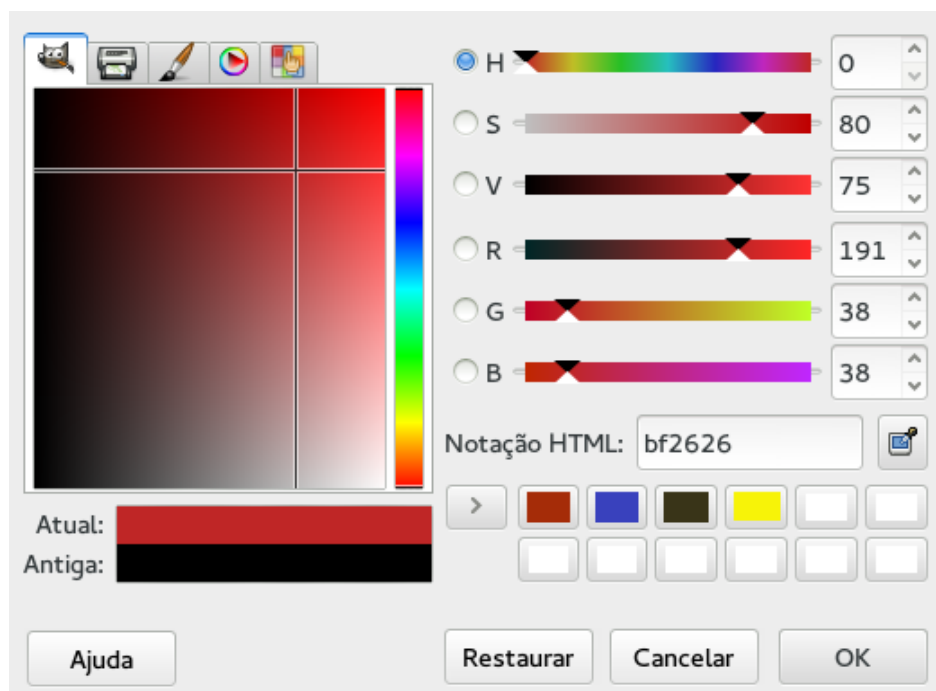 H 0
S 80
V 75
R 191
G 38
B 38
Notação HTML: bf2626
Atual:
Antiga:
>
Ajuda
Restaurar
Cancelar
OK